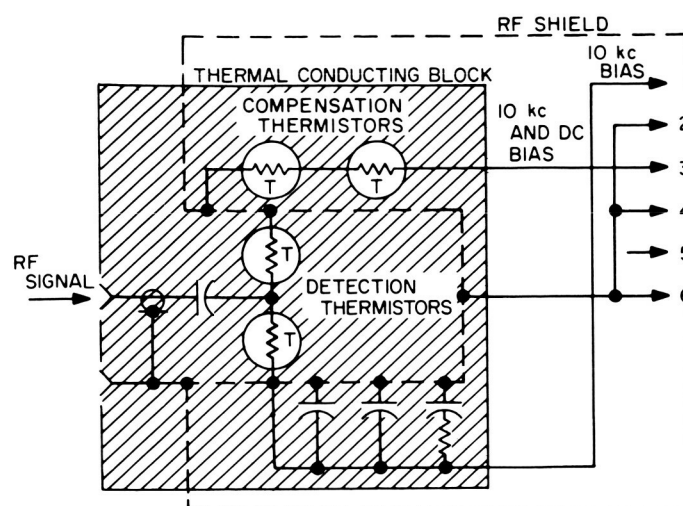 RF SHIELD
10 kc
BIAS
THERMAL CONDUCTING BLOCK
COMPENSATION
THERMISTORS
10 kc
AND DC
BIAS
2
3
T
T
4
T
5
RF
SIGNAL
DETECTION
THERMISTORS
6
T